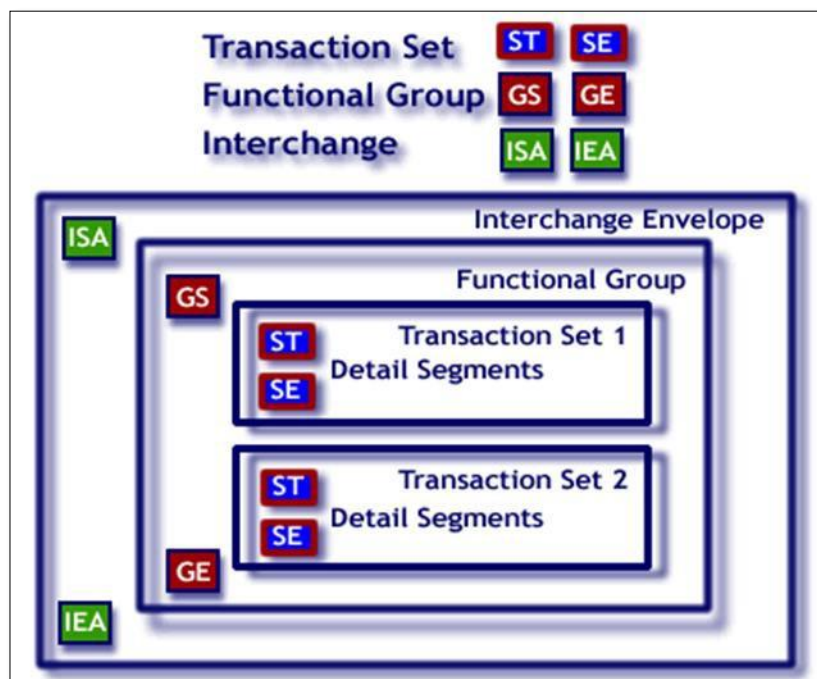 Transaction Set ST SE
Functional Group GS GE
Interchange ISA IEA
Interchange Envelope
ISA
Functional Group
GS
Transaction Set 1
ST
Detail Segments
SE
Transaction Set 2
ST
Detail Segments
SE
GE
IEA